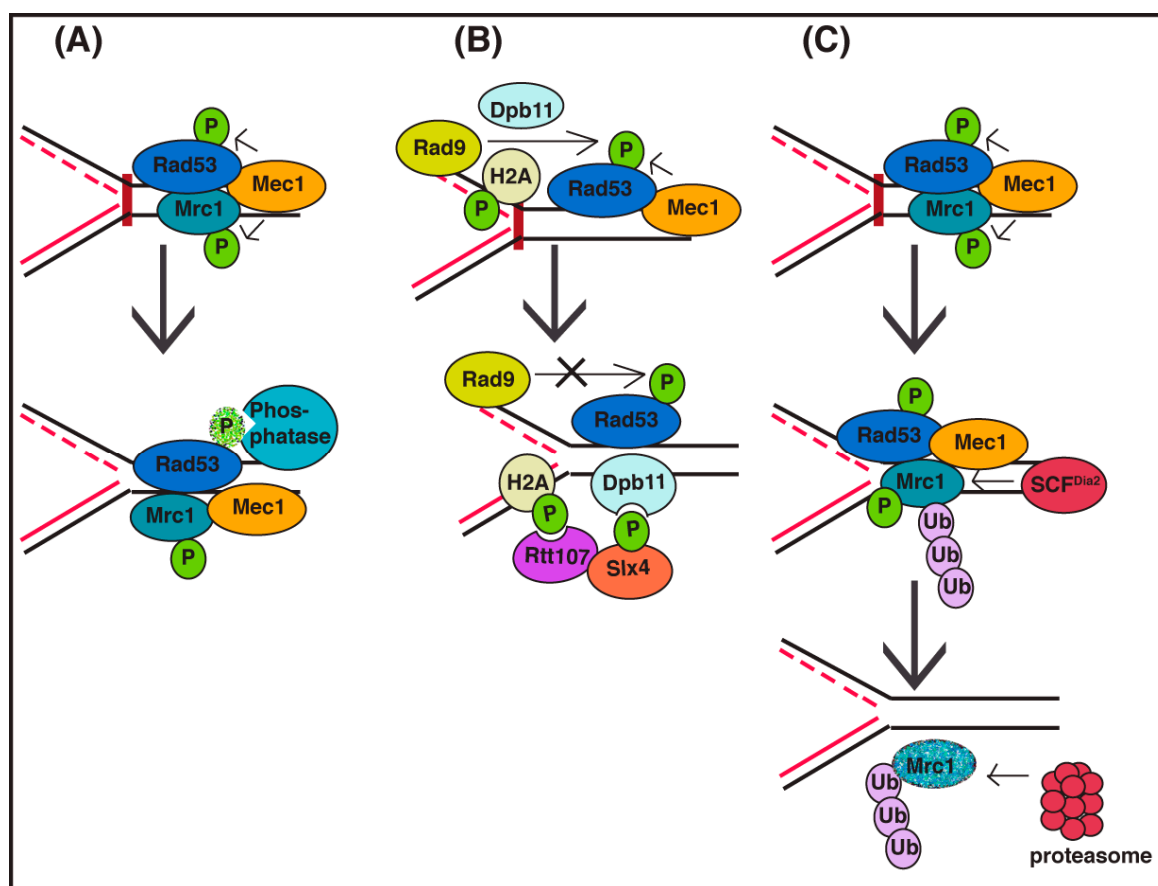 (A)
P
Rad53
Mec1
Mrc1
P
P
Phos-
phatase
Rad53
Mrc1
Mec1
P
(B)
Dpb11
Rad9
P
H2A
Rad53
P
Mec1
Rad9
P
Rad53
H2A
Dpb11
P
P
Rtt107
Slx4
(C)
P
Rad53
Mec1
Mrc1
P
P
Rad53
Mec1
Mrc1
SCFDia2
P
Ub
Ub
Ub
Mrc1
Ub
Ub
Ub
proteasome